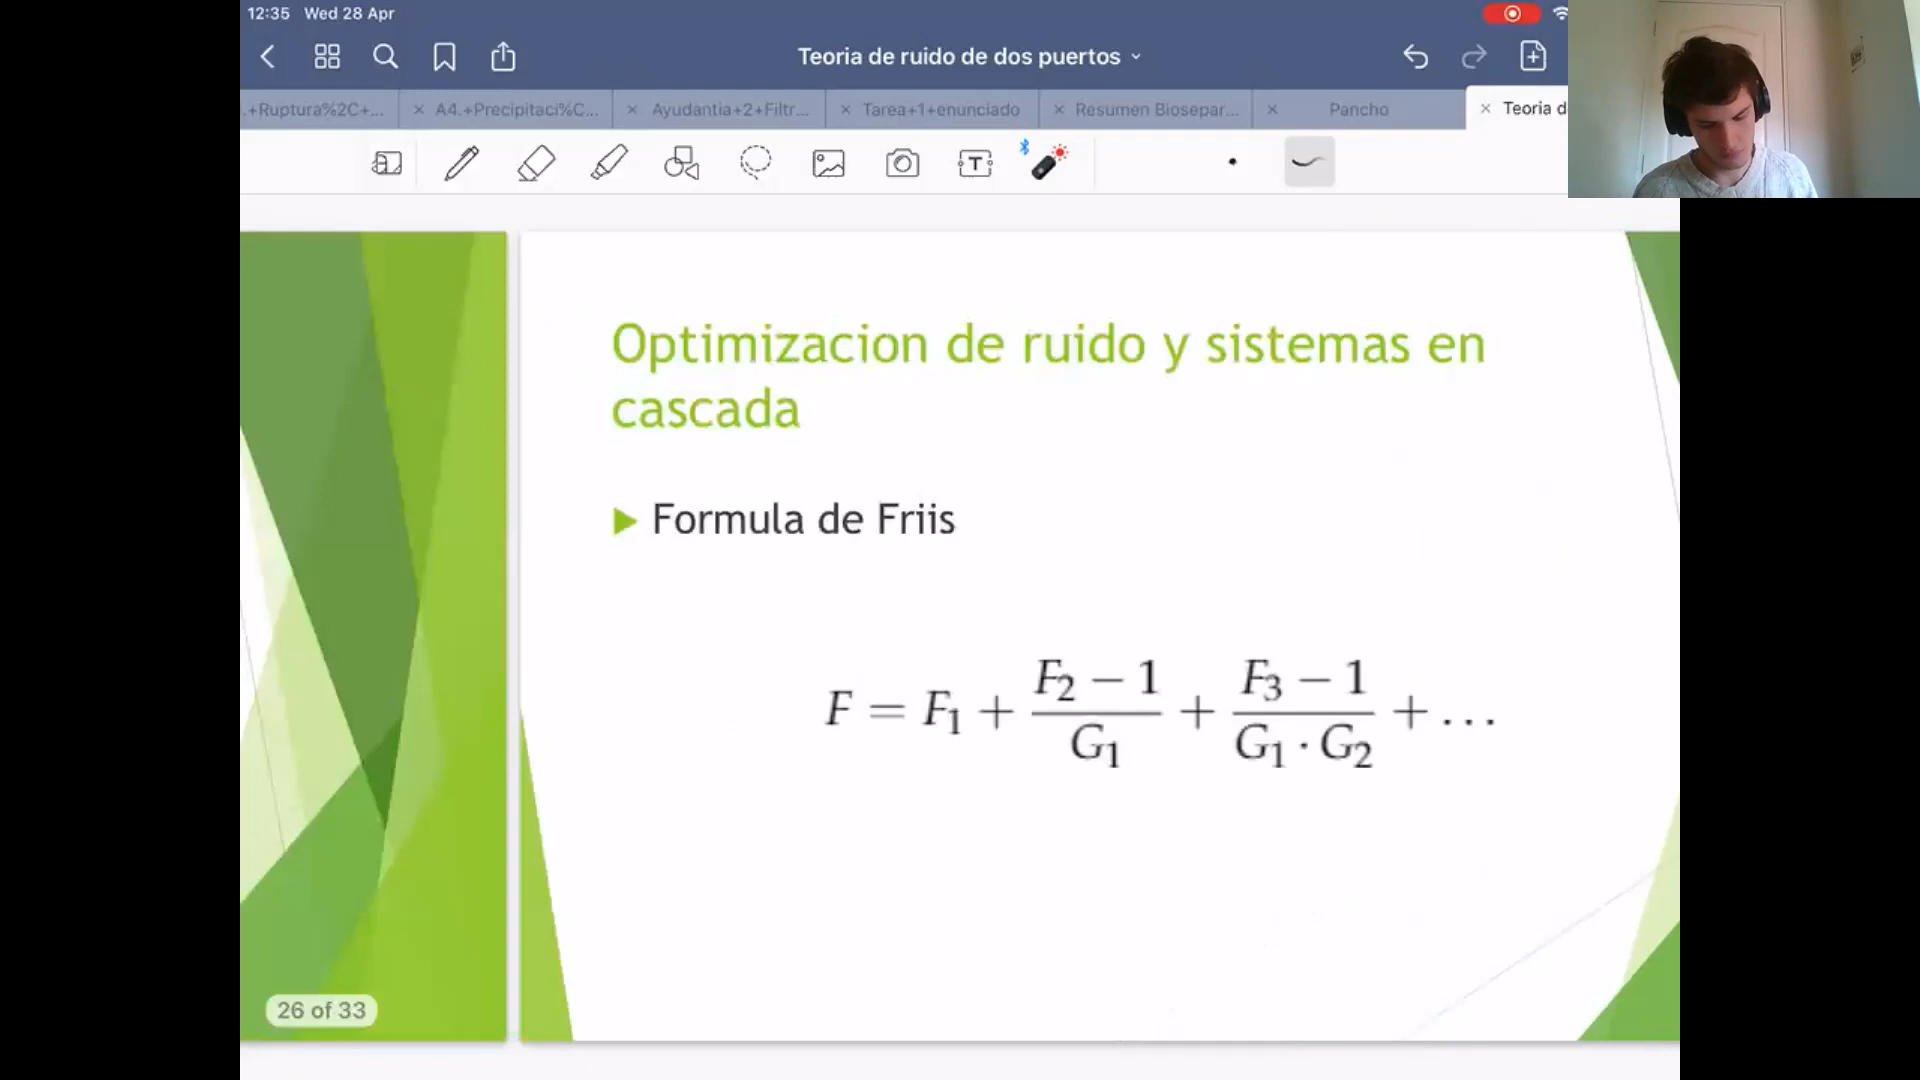 12:35 Wed 28 Apr
Teoria de ruido de dos puertos
.+Ruptura%2C+... A4.+Precipitaci%C... Ayudantia+2+Filtr... Tarea+1+enunciado Resumen Biosepar... Pancho Teoria d
T
Optimizacion de ruido y sistemas en
cascada
Formula de Friis
F = F₁ + (F₂ − 1)/G₁ + (F₃ − 1)/(G₁ · G₂) + ...
26 of 33